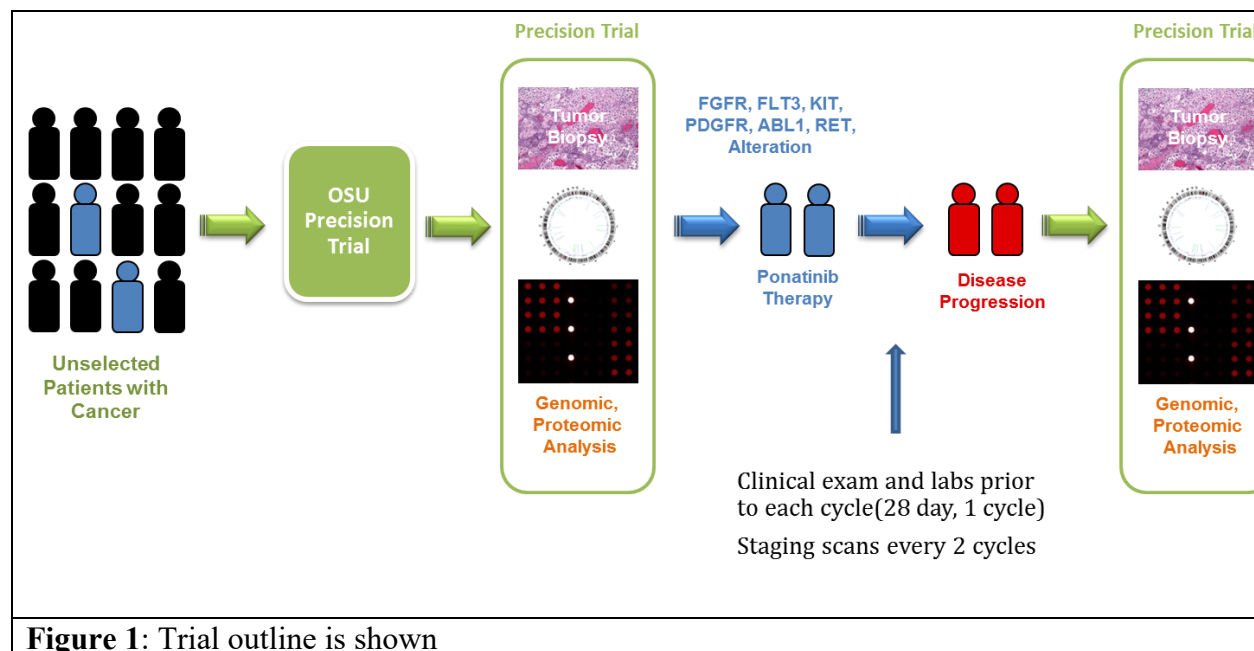 Precision Trial
Precision Trial
Tumor
Biopsy
Genomic,
Proteomic
Analysis
Unselected
Patients with
Cancer
OSU
Precision
Trial
FGFR, FLT3, KIT,
PDGFR, ABL1, RET,
Alteration
Ponatinib
Therapy
Disease
Progression
Tumor
Biopsy
Genomic,
Proteomic
Analysis
Clinical exam and labs prior
to each cycle(28 day, 1 cycle)
Staging scans every 2 cycles
Figure 1: Trial outline is shown